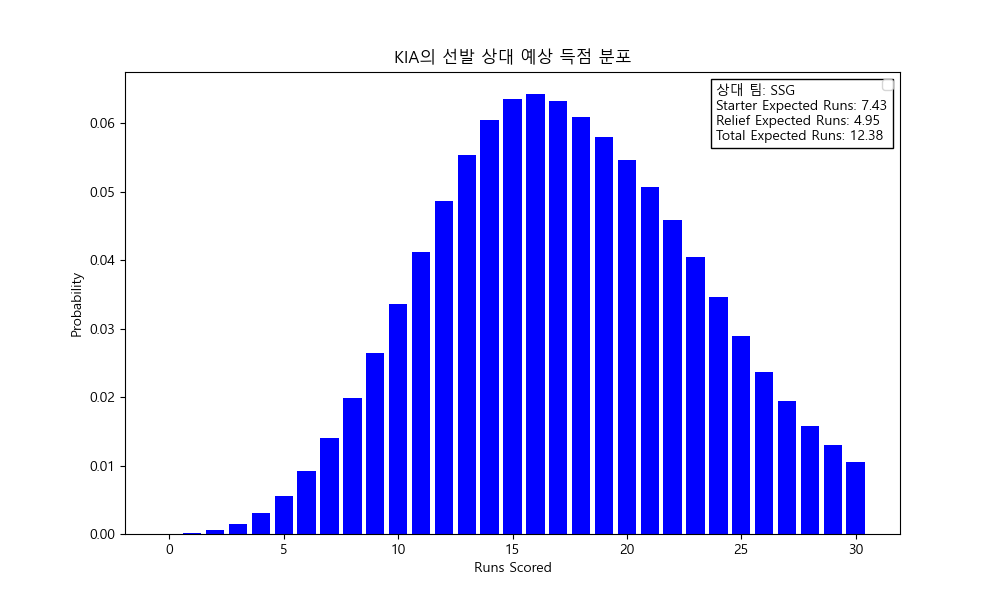 KIA의 선발 상대 예상 득점 분포
상대 팀: SSG
Starter Expected Runs: 7.43
Relief Expected Runs: 4.95
Total Expected Runs: 12.38
Probability
0.06
0.05
0.04
0.03
0.02
0.01
0.00
0 5 10 15 20 25 30
Runs Scored